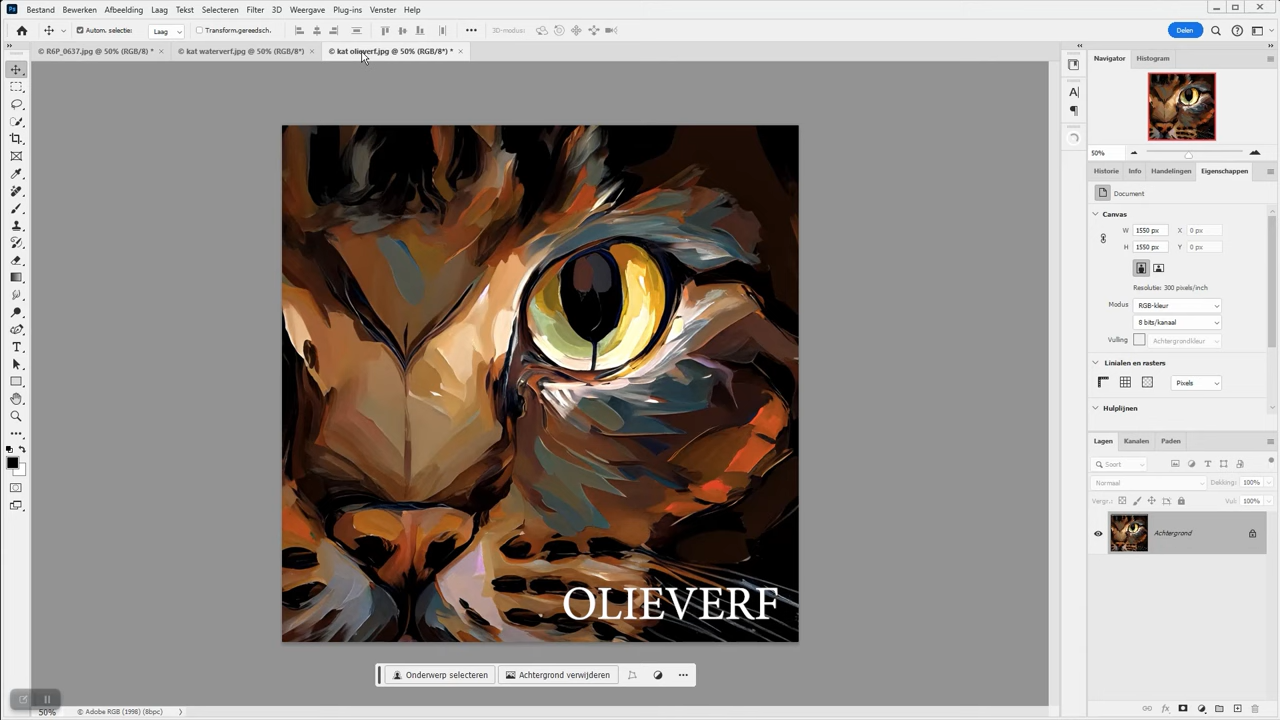 Ps Bestand Bewerken Afbeelding Laag Tekst Selecteren Filter 3D Weergave Plug-ins Venster Help
Autom. selectie: Laag Transform.gereedsch. 3D-modus: Delen
© R6P_0637.jpg @ 50% (RGB/8) * × © kat waterverf.jpg @ 50% (RGB/8*) × © kat olieverf.jpg @ 50% (RGB/8*) * ×
Navigator Histogram
50%
Historie Info Handelingen Eigenschappen
Document
Canvas
W 1550 px X 0 px
H 1550 px Y 0 px
Resolutie: 300 pixels/inch
Modus RGB-kleur
8 bits/kanaal
Vulling Achtergrondkleur
Linialen en rasters
Pixels
Hulplijnen
Lagen Kanalen Paden
Soort
Normaal Dekking: 100%
Vergr.: Vul: 100%
Achtergrond
OLIEVERF
Onderwerp selecteren Achtergrond verwijderen
50% © Adobe RGB (1998) (8bpc)